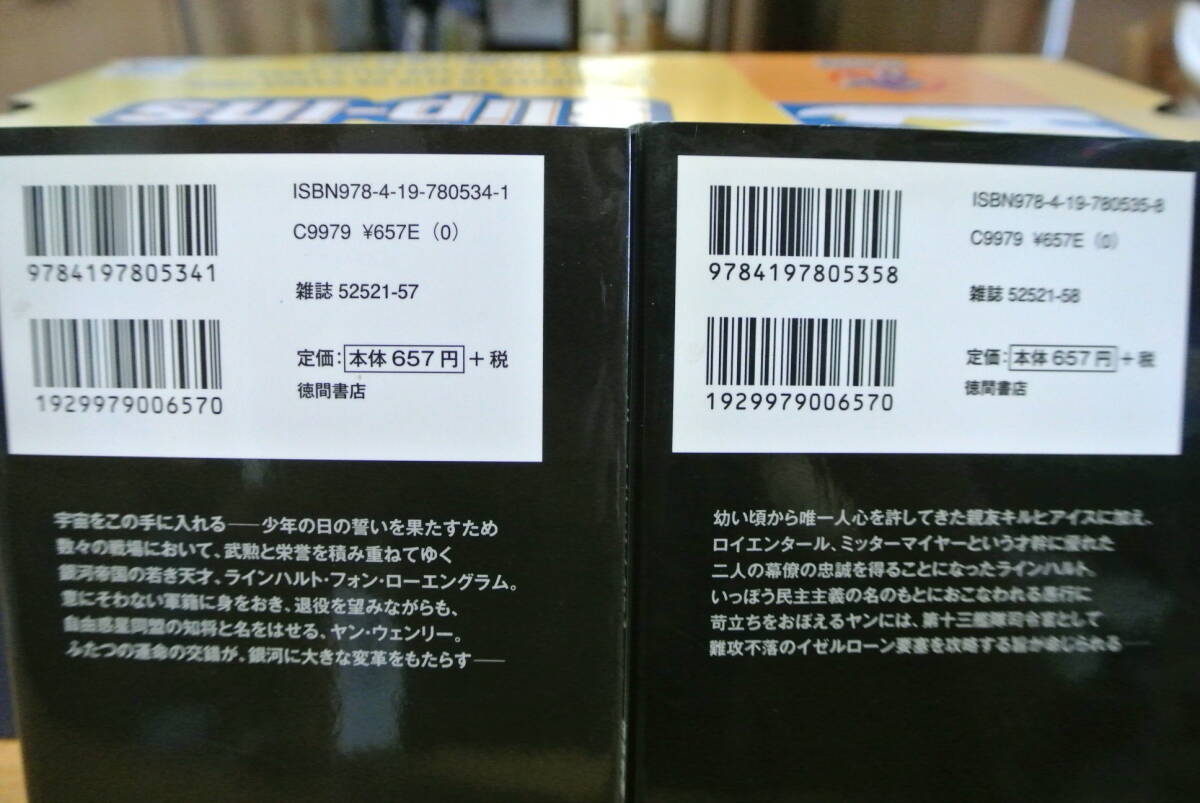 Slip-ins
ISBN978-4-19-780534-1
C9979 ¥657E (0)
9784197805341
雑誌 52521-57
定価: 本体 657 円 + 税
徳間書店
1929979006570
宇宙をこの手に入れる――少年の日の誓いを果たすため
数々の戦場において、武勲と栄誉を積み重ねてゆく
銀河帝国の若き天才、ラインハルト・フォン・ローエングラム。
意にそわない軍籍に身をおき、退役を望みながらも、
自由惑星同盟の知将と名をはせる、ヤン・ウェンリー。
ふたつの運命の交錯が、銀河に大きな変革をもたらす――
ISBN978-4-19-780535-8
C9979 ¥657E (0)
9784197805358
雑誌 52521-58
定価: 本体 657 円 + 税
徳間書店
1929979006570
幼い頃から唯一人心を許してきた親友キルヒアイスに加え、
ロイエンタール、ミッターマイヤーという才幹に優れた
二人の幕僚の忠誠を得ることになったラインハルト、
いっぽう民主主義の名のもとにおこなわれる愚行に
苛立ちをおぼえるヤンには、第十三艦隊司令官として
難攻不落のイゼルローン要塞を攻略する旨が命じられる――